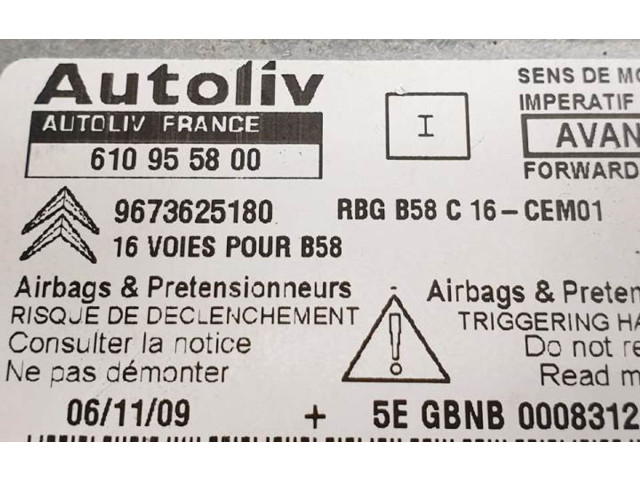 Autoliv
AUTOLIV FRANCE
610 95 58 00
I
SENS DE MO
IMPERATIF
AVAN
FORWARD
9673625180 RBG B58 C 16-CEM01
16 VOIES POUR B58
Airbags & Pretensionneurs
RISQUE DE DECLENCHEMENT
Consulter la notice
Ne pas démonter
Airbags & Preten
TRIGGERING HA
Do not re
Read m
06/11/09 + 5E GBNB 0008312